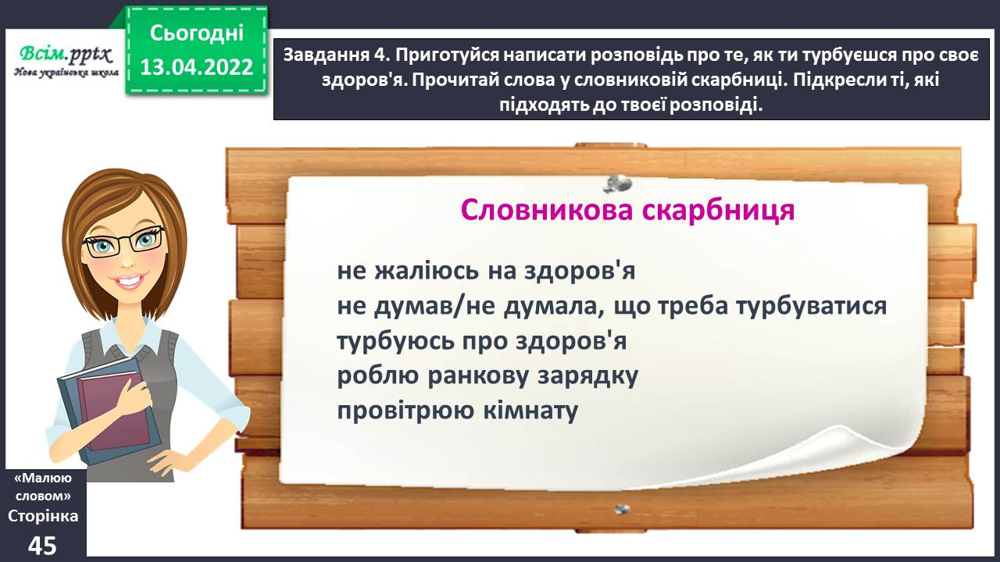 Сьогодні
13.04.2022
Всім.pptx
Нова українська школа
Завдання 4. Приготуйся написати розповідь про те, як ти турбуєшся про своє
здоров'я. Прочитай слова у словниковій скарбниці. Підкресли ті, які
підходять до твоєї розповіді.
Словникова скарбниця
не жаліюсь на здоров'я
не думав/не думала, що треба турбуватися
турбуюсь про здоров'я
роблю ранкову зарядку
провітрюю кімнату
«Малюю
словом»
Сторінка
45